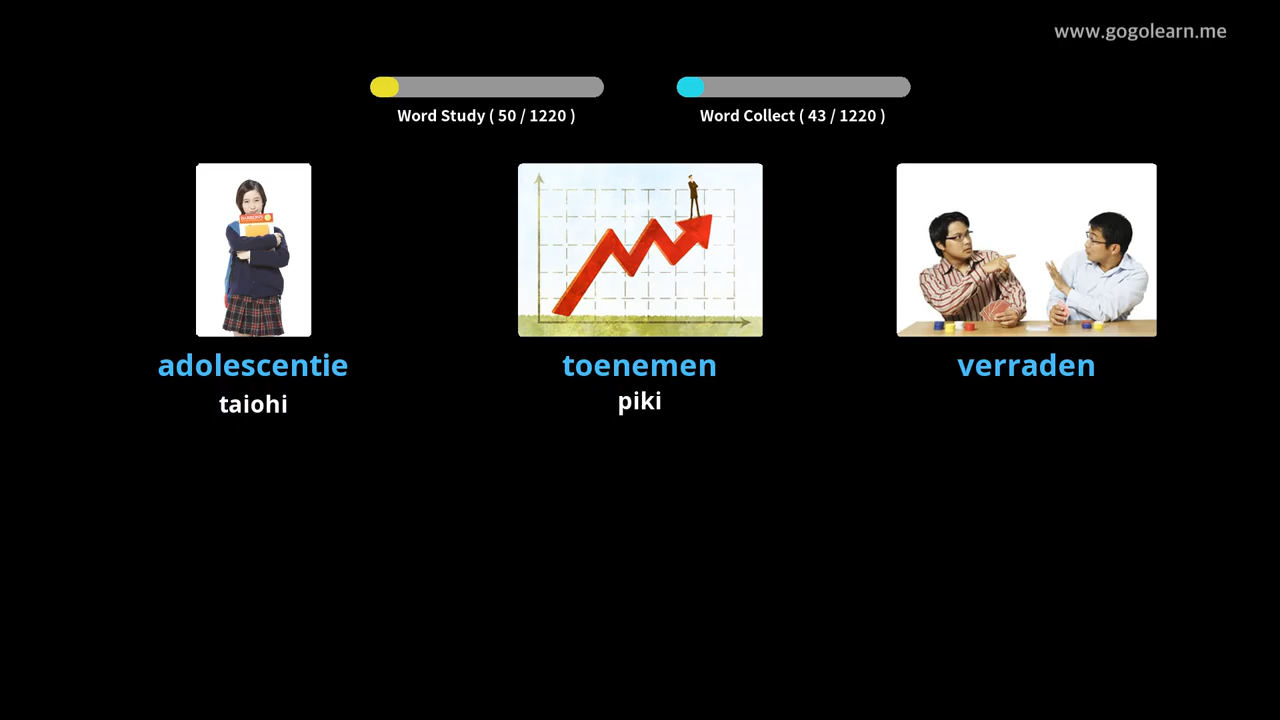 www.gogolearn.me
Word Study ( 50 / 1220 )
Word Collect ( 43 / 1220 )
adolescentie
toenemen
verraden
taiohi
piki